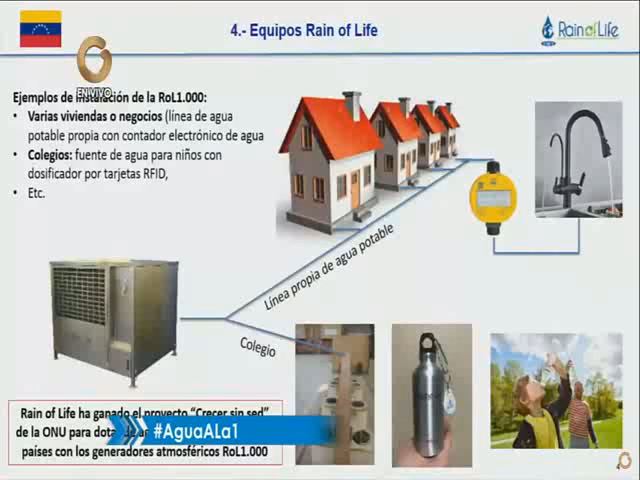 4.- Equipos Rain of Life
Rain of Life
EN VIVO
Ejemplos de instalación de la RoL1.000:
• Varias viviendas o negocios (línea de agua
potable propia con contador electrónico de agua
• Colegios: fuente de agua para niños con
dosificador por tarjetas RFID,
• Etc.
Línea propia de agua potable
Colegio
Rain of Life ha ganado el proyecto "Crecer sin sed"
de la ONU para
países con los generadores atmosféricos RoL1.000
#AguaALa1